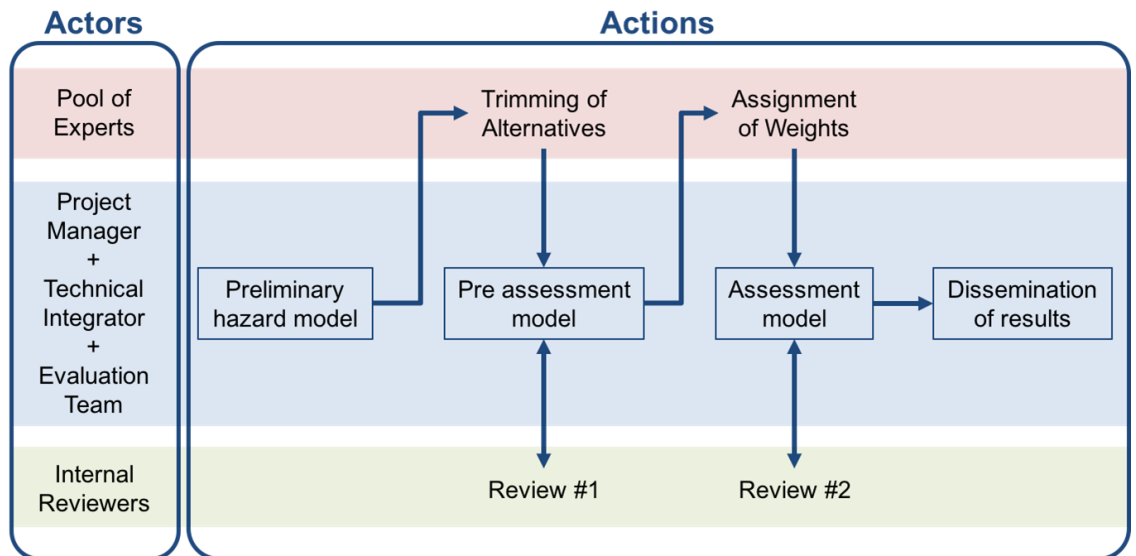 Actors
Actions
Pool of
Experts
Trimming of
Alternatives
Assignment
of Weights
Project
Manager
+
Technical
Integrator
+
Evaluation
Team
Preliminary
hazard model
Pre assessment
model
Assessment
model
Dissemination
of results
Internal
Reviewers
Review #1
Review #2